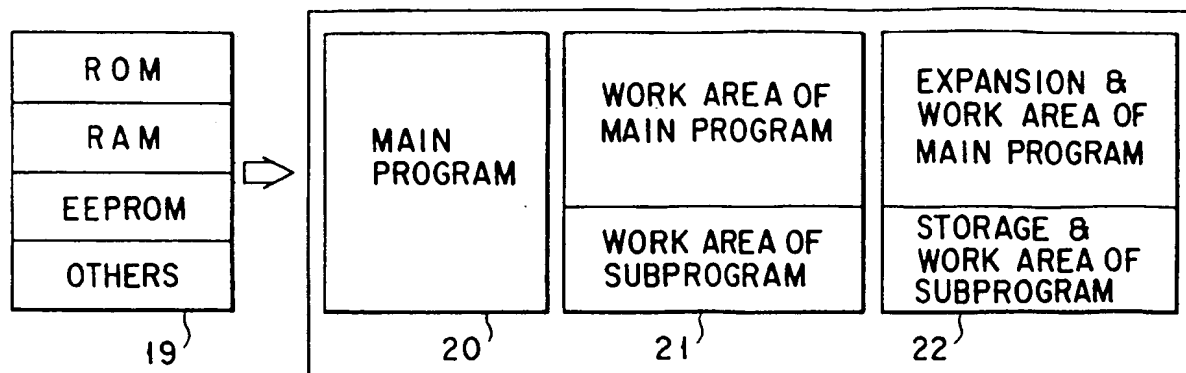 ROM
RAM
EEPROM
OTHERS
19
MAIN
PROGRAM
20
WORK AREA OF
MAIN PROGRAM
WORK AREA OF
SUBPROGRAM
21
EXPANSION &
WORK AREA OF
MAIN PROGRAM
STORAGE &
WORK AREA OF
SUBPROGRAM
22